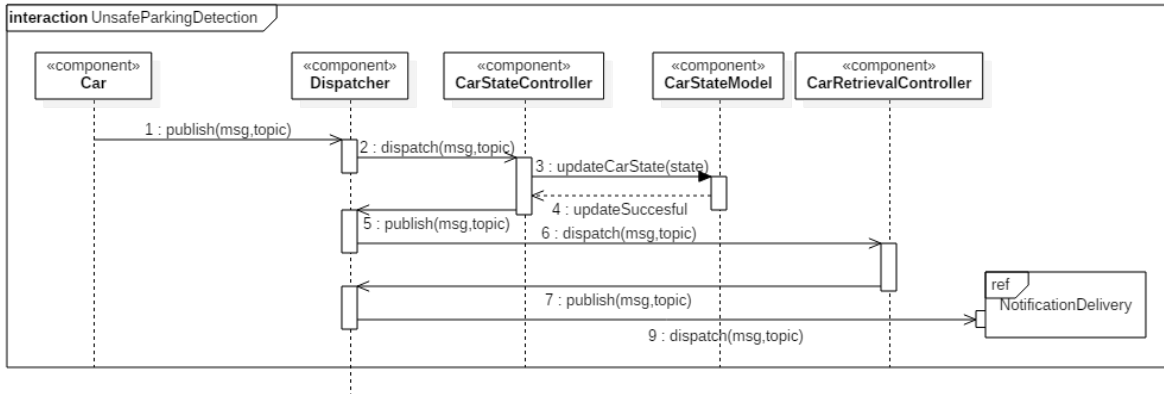 interaction UnsafeParkingDetection
«component»
Car
«component»
Dispatcher
«component»
CarStateController
«component»
CarStateModel
«component»
CarRetrievalController
1 : publish(msg,topic)
2 : dispatch(msg,topic)
3 : updateCarState(state)
4 : updateSuccesful
5 : publish(msg,topic)
6 : dispatch(msg,topic)
7 : publish(msg,topic)
ref
NotificationDelivery
9 : dispatch(msg,topic)